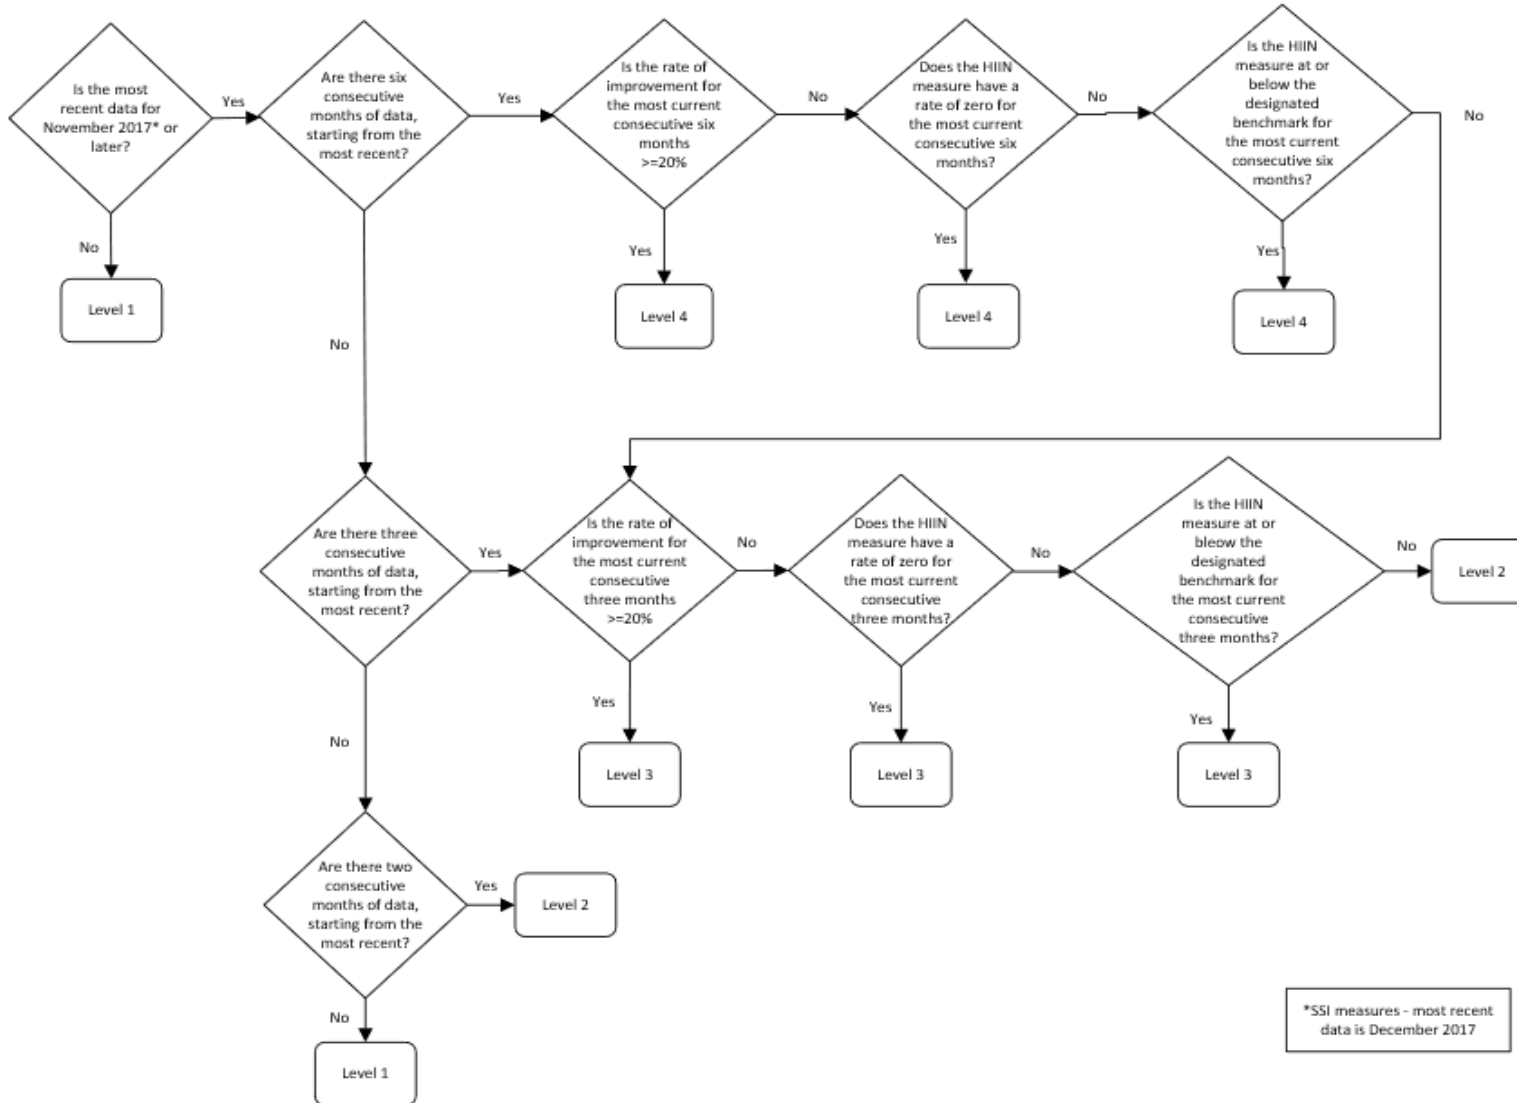 Is the most
recent data for
November 2017* or
later?
Yes
Are there six
consecutive
months of data,
starting from the
most recent?
Yes
Is the rate of
improvement for
the most current
consecutive six
months
>=20%
No
Does the HIIN
measure have a
rate of zero for
the most current
consecutive six
months?
No
Is the HIIN
measure at or
below the
designated
benchmark for
the most current
consecutive six
months?
No
No
Level 1
No
Yes
Level 4
Yes
Level 4
Yes
Level 4
Are there three
consecutive
months of data,
starting from the
most recent?
Yes
Is the rate of
improvement for
the most current
consecutive
three months
>=20%
No
Does the HIIN
measure have a
rate of zero for
the most current
consecutive
three months?
No
Is the HIIN
measure at or
bleow the
designated
benchmark for
the most current
consecutive
three months?
No
Level 2
No
Yes
Level 3
Yes
Level 3
Yes
Level 3
Are there two
consecutive
months of data,
starting from the
most recent?
Yes
Level 2
No
Level 1
*SSI measures - most recent
data is December 2017